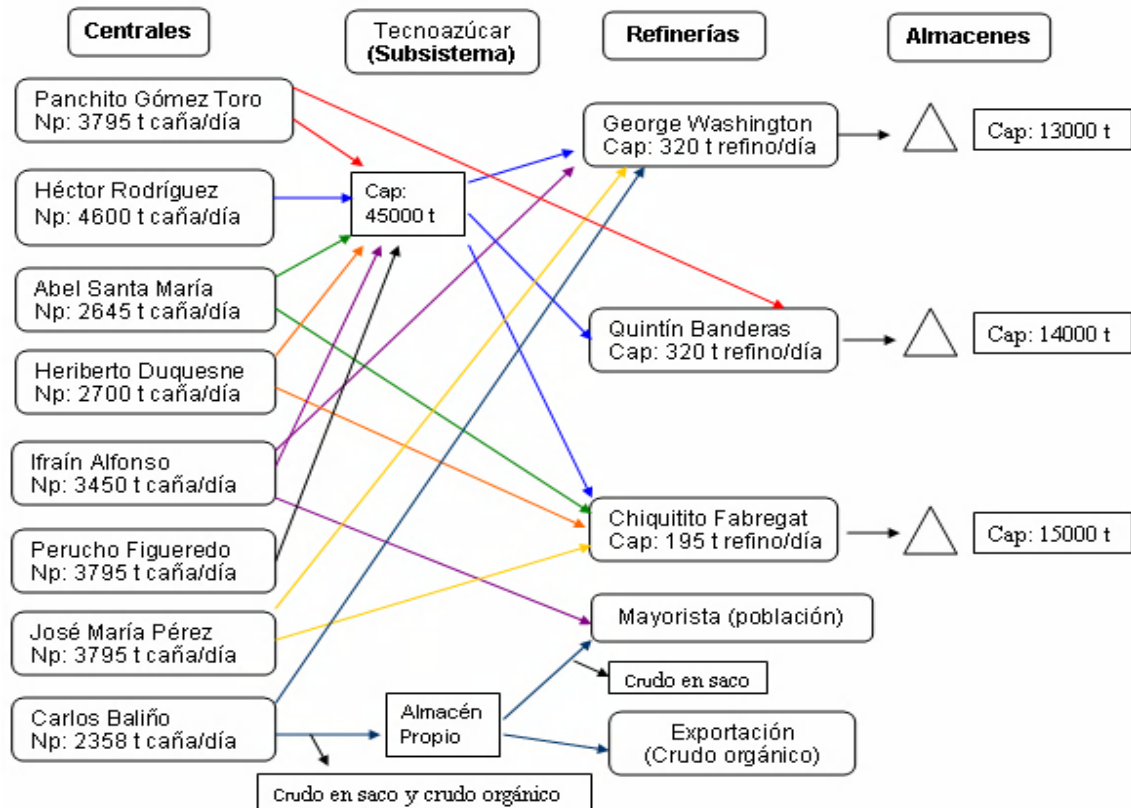 Centrales
Tecnoazúcar
(Subsistema)
Refinerías
Almacenes
Panchito Gómez Toro
Np: 3795 t caña/día
Héctor Rodríguez
Np: 4600 t caña/día
Abel Santa María
Np: 2645 t caña/día
Heriberto Duquesne
Np: 2700 t caña/día
Ifraín Alfonso
Np: 3450 t caña/día
Perucho Figueredo
Np: 3795 t caña/día
José María Pérez
Np: 3795 t caña/día
Carlos Baliño
Np: 2358 t caña/día
Cap:
45000 t
George Washington
Cap: 320 t refino/día
Cap: 13000 t
Quintín Banderas
Cap: 320 t refino/día
Cap: 14000 t
Chiquitito Fabregat
Cap: 195 t refino/día
Cap: 15000 t
Mayorista (población)
Crudo en saco
Almacén
Propio
Exportación
(Crudo orgánico)
Crudo en saco y crudo orgánico